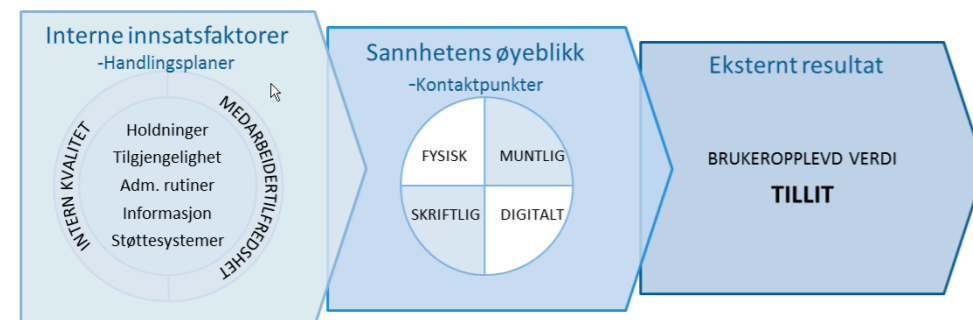 Interne innsatsfaktorer
-Handlingsplaner
INTERN KVALITET
MEDARBEIDERTILFREDSHET
Holdninger
Tilgjengelighet
Adm. rutiner
Informasjon
Støttesystemer
Sannhetens øyeblikk
-Kontaktpunkter
FYSISK
MUNTLIG
SKRIFTLIG
DIGITALT
Eksternt resultat
BRUKEROPPLEVD VERDI
TILLIT